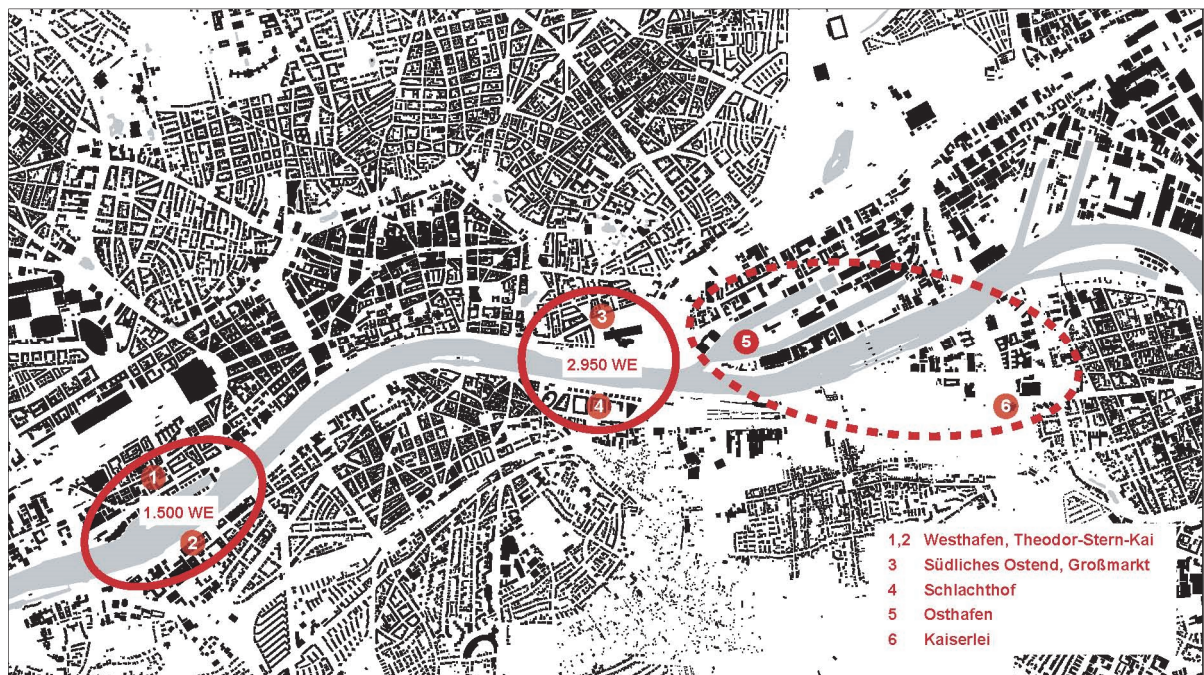 3
2.950 WE
5
4
6
1
1.500 WE
2
1,2 Westhafen, Theodor-Stern-Kai
3 Südliches Ostend, Großmarkt
4 Schlachthof
5 Osthafen
6 Kaiserlei